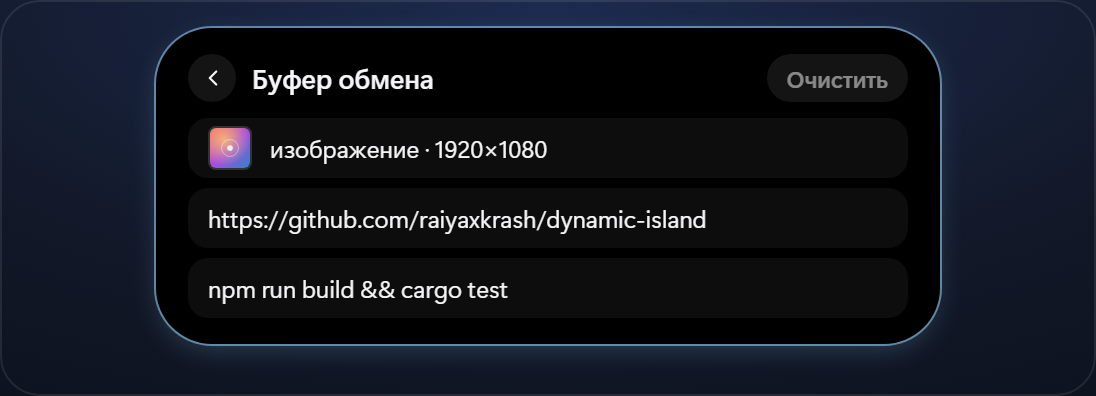 Буфер обмена
Очистить
изображение · 1920×1080
https://github.com/raiyaxkrash/dynamic-island
npm run build && cargo test